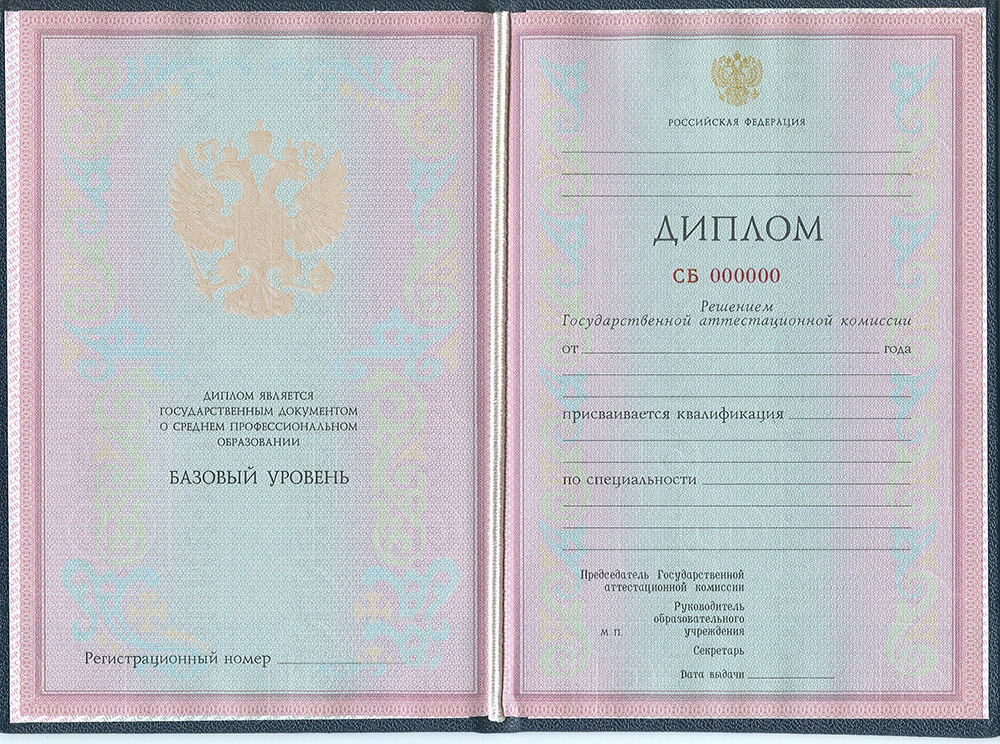 ДИПЛОМ ЯВЛЯЕТСЯ
ГОСУДАРСТВЕННЫМ ДОКУМЕНТОМ
О СРЕДНЕМ ПРОФЕССИОНАЛЬНОМ
ОБРАЗОВАНИИ
БАЗОВЫЙ УРОВЕНЬ
Регистрационный номер
РОССИЙСКАЯ ФЕДЕРАЦИЯ
ДИПЛОМ
СБ 000000
Решением
Государственной аттестационной комиссии
от года
присваивается квалификация
по специальности
Председатель Государственной
аттестационной комиссии
Руководитель
образовательного
М П. учреждения
Секретарь
Дата выдачи